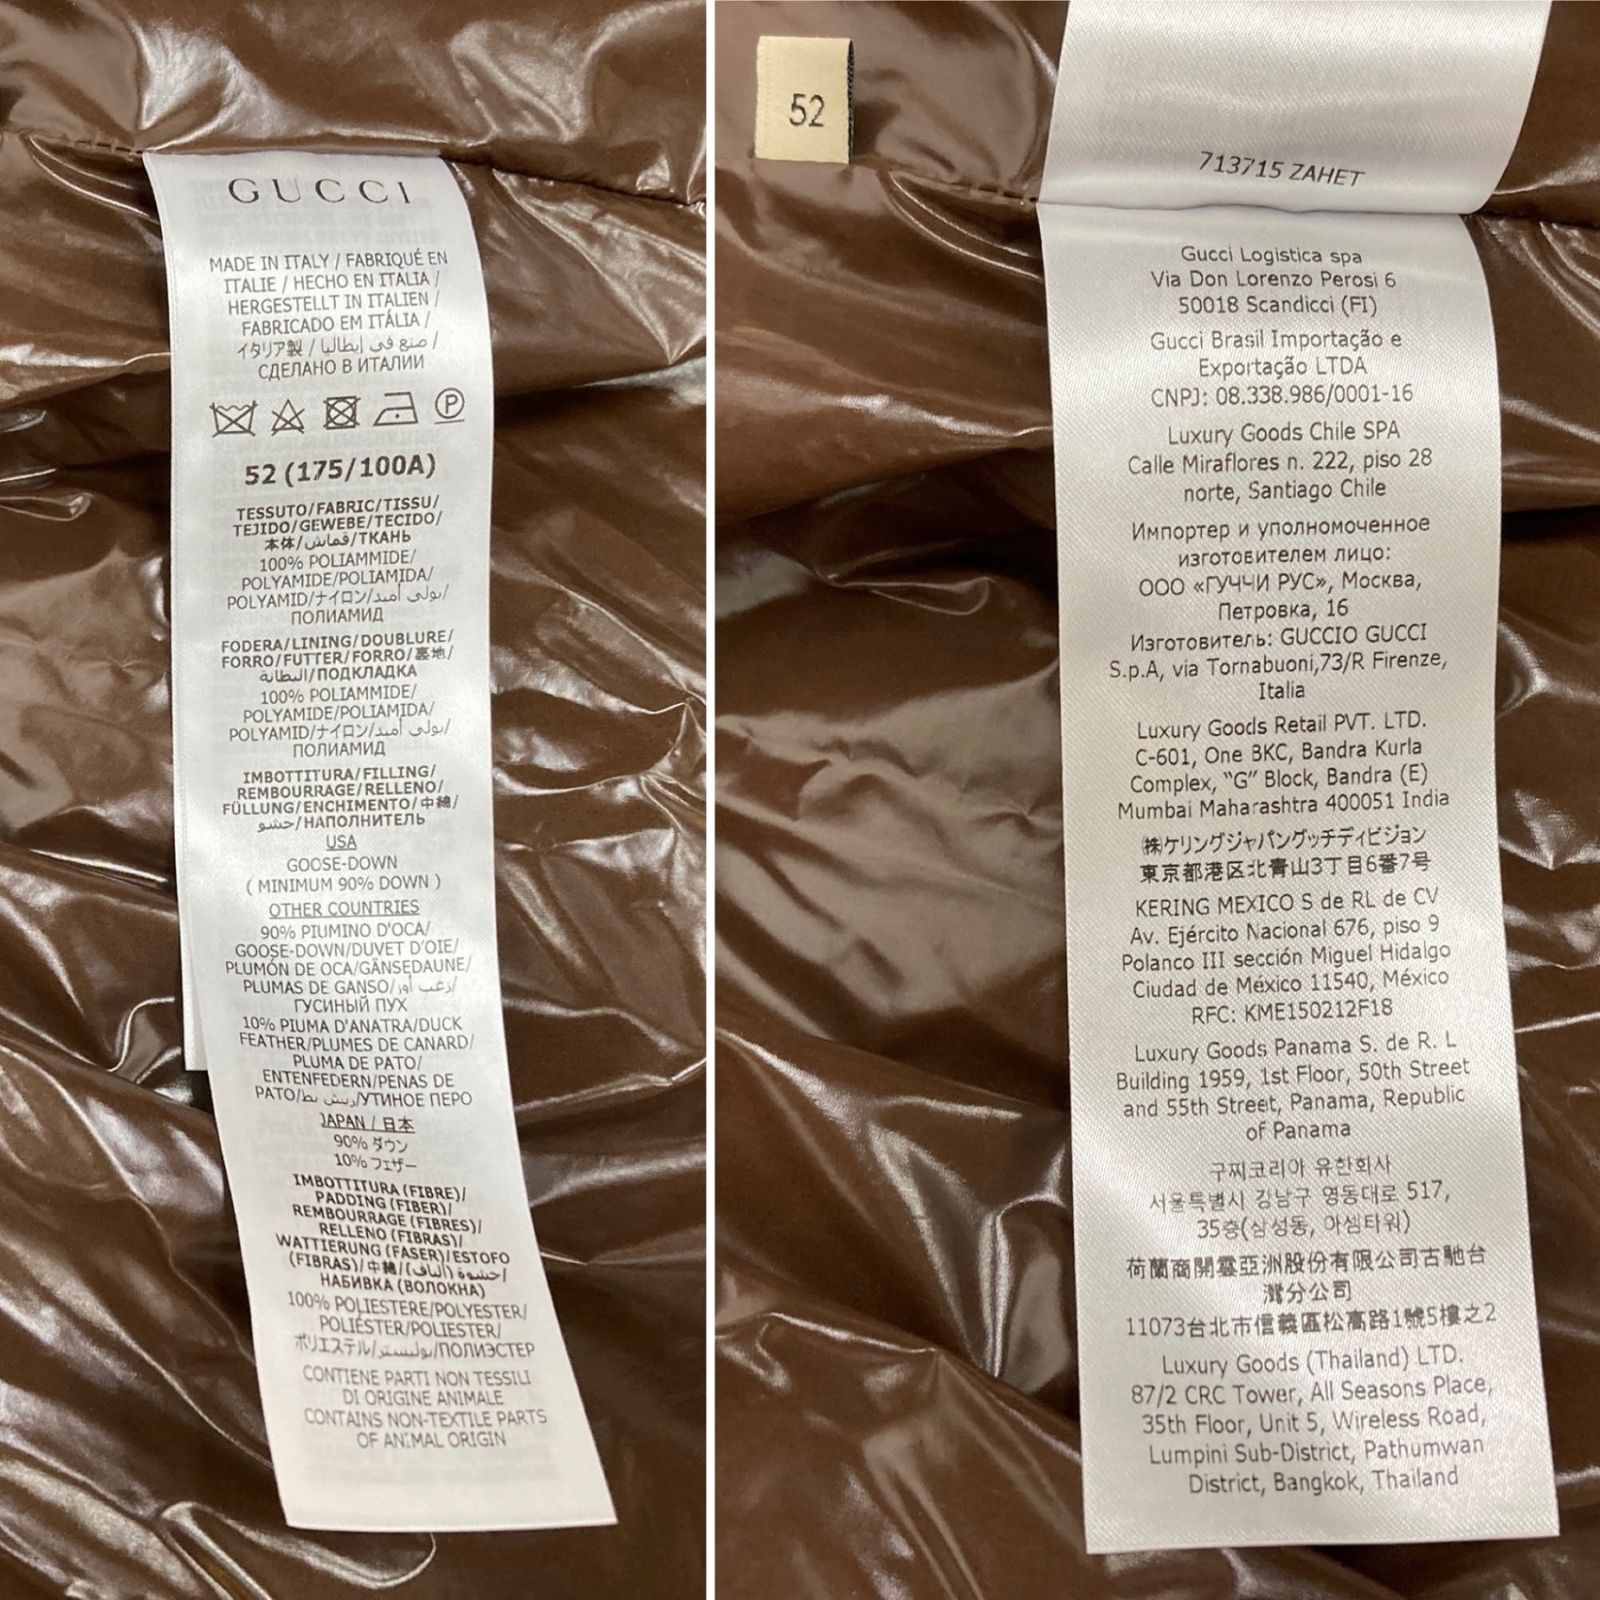 GUCCI
MADE IN ITALY / FABRIQUÉ EN
ITALIE / HECHO EN ITALIA /
HERGESTELLT IN ITALIEN /
FABRICADO EM ITÁLIA /
イタリア製 / صنع في إيطاليا /
СДЕЛАНО В ИТАЛИИ
P
52 (175/100A)
TESSUTO/FABRIC/TISSU/
TEJIDO/GEWEBE/TECIDO/
本体/قماش/ТКАНЬ
100% POLIAMMIDE/
POLYAMIDE/POLIAMIDA/
POLYAMID/ナイロン/بولي أميد/
ПОЛИАМИД
FODERA/LINING/DOUBLURE/
FORRO/FUTTER/FORRO/裏地/
البطانة/ПОДКЛАДКА
100% POLIAMMIDE/
POLYAMIDE/POLIAMIDA/
POLYAMID/ナイロン/بولي أميد/
ПОЛИАМИД
IMBOTTITURA/FILLING/
REMBOURRAGE/RELLENO/
FÜLLUNG/ENCHIMENTO/中綿/
حشو/НАПОЛНИТЕЛЬ
USA
GOOSE-DOWN
( MINIMUM 90% DOWN )
OTHER COUNTRIES
90% PIUMINO D'OCA/
GOOSE-DOWN/DUVET D'OIE/
PLUMÓN DE OCA/GÄNSEDAUNE/
PLUMAS DE GANSO/زغب أوز/
ГУСИНЫЙ ПУХ
10% PIUMA D'ANATRA/DUCK
FEATHER/PLUMES DE CANARD/
PLUMA DE PATO/
ENTENFEDERN/PENAS DE
PATO/ريش بط/УТИНОЕ ПЕРО
JAPAN / 日本
90% ダウン
10% フェザー
IMBOTTITURA (FIBRE)/
PADDING (FIBER)/
REMBOURRAGE (FIBRES)/
RELLENO (FIBRAS)/
WATTIERUNG (FASER)/ESTOFO
(FIBRAS)/中綿/حشوة (ألياف)/
НАБИВКА (ВОЛОКНА)
100% POLIESTERE/POLYESTER/
POLIÉSTER/POLIESTER/
ポリエステル/بوليستر/ПОЛИЭСТЕР
CONTIENE PARTI NON TESSILI
DI ORIGINE ANIMALE
CONTAINS NON-TEXTILE PARTS
OF ANIMAL ORIGIN
52
713715 ZAHET
Gucci Logistica spa
Via Don Lorenzo Perosi 6
50018 Scandicci (FI)
Gucci Brasil Importação e
Exportação LTDA
CNPJ: 08.338.986/0001-16
Luxury Goods Chile SPA
Calle Miraflores n. 222, piso 28
norte, Santiago Chile
Импортер и уполномоченное
изготовителем лицо:
ООО «ГУЧЧИ РУС», Москва,
Петровка, 16
Изготовитель: GUCCIO GUCCI
S.p.A, via Tornabuoni,73/R Firenze,
Italia
Luxury Goods Retail PVT. LTD.
C-601, One BKC, Bandra Kurla
Complex, "G" Block, Bandra (E)
Mumbai Maharashtra 400051 India
㈱ケリングジャパングッチディビジョン
東京都港区北青山3丁目6番7号
KERING MEXICO S de RL de CV
Av. Ejército Nacional 676, piso 9
Polanco III sección Miguel Hidalgo
Ciudad de México 11540, México
RFC: KME150212F18
Luxury Goods Panama S. de R. L
Building 1959, 1st Floor, 50th Street
and 55th Street, Panama, Republic
of Panama
구찌코리아 유한회사
서울특별시 강남구 영동대로 517,
35층(삼성동, 아셈타워)
荷蘭商開雲亞洲股份有限公司古馳台
灣分公司
11073台北市信義區松高路1號5樓之2
Luxury Goods (Thailand) LTD.
87/2 CRC Tower, All Seasons Place,
35th Floor, Unit 5, Wireless Road,
Lumpini Sub-District, Pathumwan
District, Bangkok, Thailand